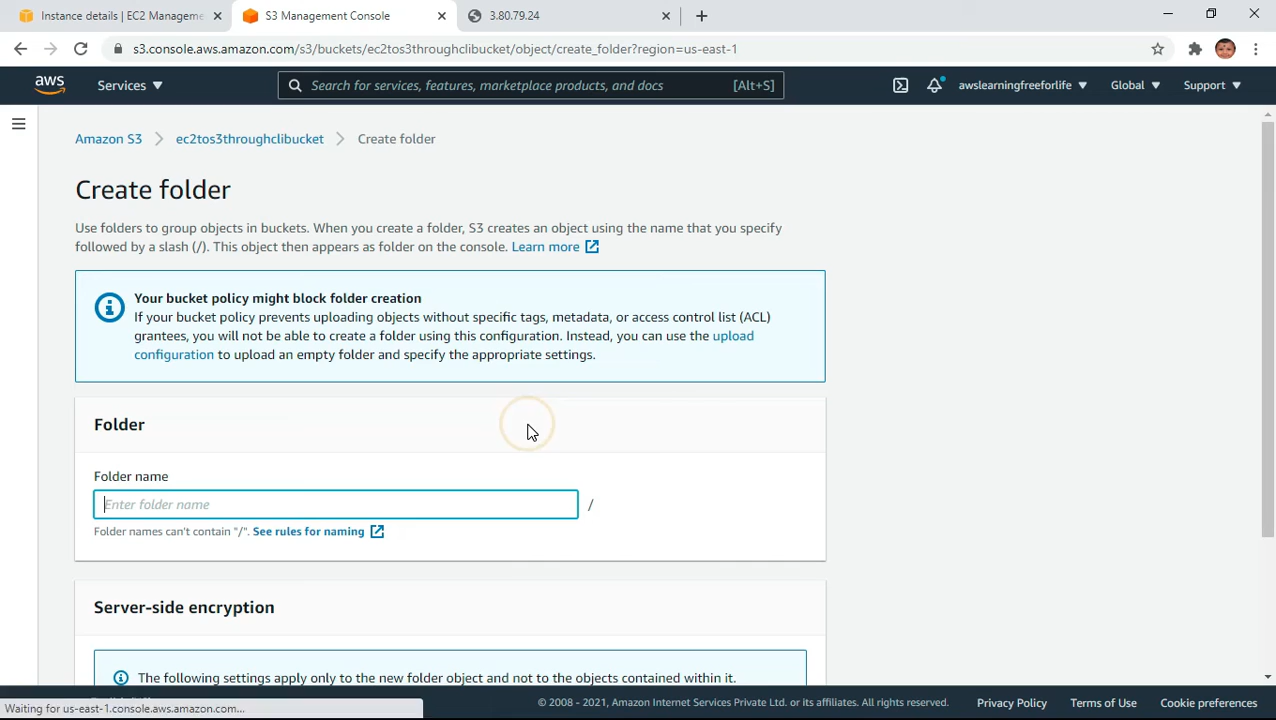 Instance details | EC2 Manageme
S3 Management Console
3.80.79.24
s3.console.aws.amazon.com/s3/buckets/ec2tos3throughclibucket/object/create_folder?region=us-east-1
aws
Services
Search for services, features, marketplace products, and docs [Alt+S]
awslearningfreeforlife
Global
Support
Amazon S3
ec2tos3throughclibucket
Create folder
Create folder
Use folders to group objects in buckets. When you create a folder, S3 creates an object using the name that you specify
followed by a slash (/). This object then appears as folder on the console. Learn more
Your bucket policy might block folder creation
If your bucket policy prevents uploading objects without specific tags, metadata, or access control list (ACL)
grantees, you will not be able to create a folder using this configuration. Instead, you can use the upload
configuration to upload an empty folder and specify the appropriate settings.
Folder
Folder name
Enter folder name
/
Folder names can't contain "/". See rules for naming
Server-side encryption
The following settings apply only to the new folder object and not to the objects contained within it.
Waiting for us-east-1.console.aws.amazon.com...
© 2008 - 2021, Amazon Internet Services Private Ltd. or its affiliates. All rights reserved.
Privacy Policy
Terms of Use
Cookie preferences